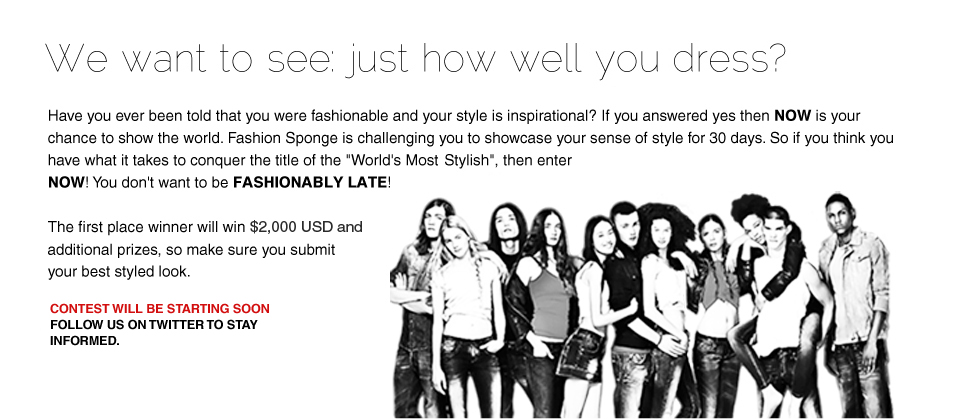 We want to see: just how well you dress?
Have you ever been told that you were fashionable and your style is inspirational? If you answered yes then NOW is your
chance to show the world. Fashion Sponge is challenging you to showcase your sense of style for 30 days. So if you think you
have what it takes to conquer the title of the "World's Most Stylish", then enter
NOW! You don't want to be FASHIONABLY LATE!
The first place winner will win $2,000 USD and
additional prizes, so make sure you submit
your best styled look.
CONTEST WILL BE STARTING SOON
FOLLOW US ON TWITTER TO STAY
INFORMED.